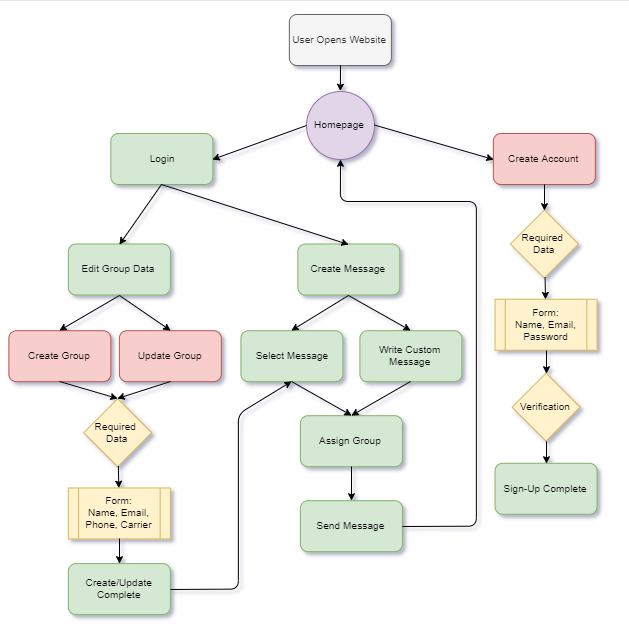 User Opens Website
Homepage
Login
Create Account
Required
Data
Edit Group Data
Create Message
Form:
Name, Email,
Password
Create Group
Update Group
Select Message
Write Custom
Message
Verification
Required
Data
Assign Group
Sign-Up Complete
Form:
Name, Email,
Phone, Carrier
Send Message
Create/Update
Complete